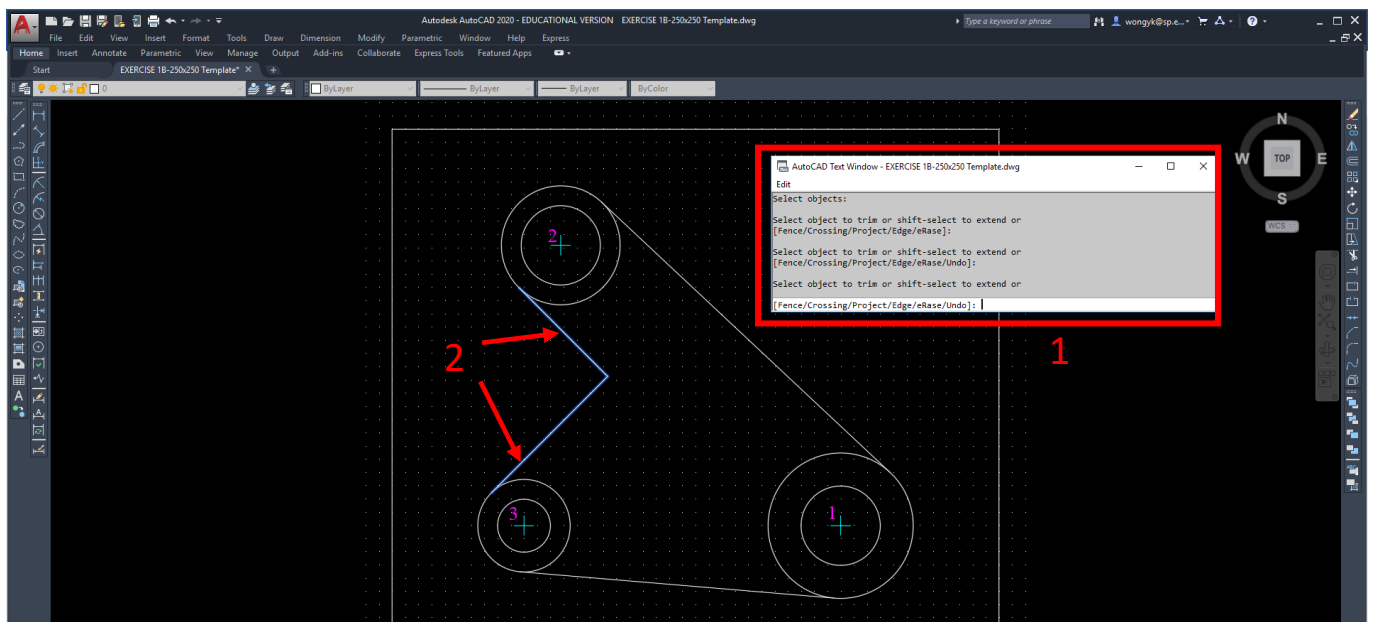 Autodesk AutoCAD 2020 - EDUCATIONAL VERSION EXERCISE 1B-250x250 Template.dwg
Type a keyword or phrase
wongyk@sp.e...
File Edit View Insert Format Tools Draw Dimension Modify Parametric Window Help Express
Home Insert Annotate Parametric View Manage Output Add-ins Collaborate Express Tools Featured Apps
Start EXERCISE 1B-250x250 Template*
0 ByLayer ByLayer ByLayer ByColor
N
W TOP E
S
WCS
AutoCAD Text Window - EXERCISE 1B-250x250 Template.dwg
Edit
Select objects:
Select object to trim or shift-select to extend or
[Fence/Crossing/Project/Edge/eRase]:
Select object to trim or shift-select to extend or
[Fence/Crossing/Project/Edge/eRase/Undo]:
Select object to trim or shift-select to extend or
[Fence/Crossing/Project/Edge/eRase/Undo]:
1
2
2
3
1